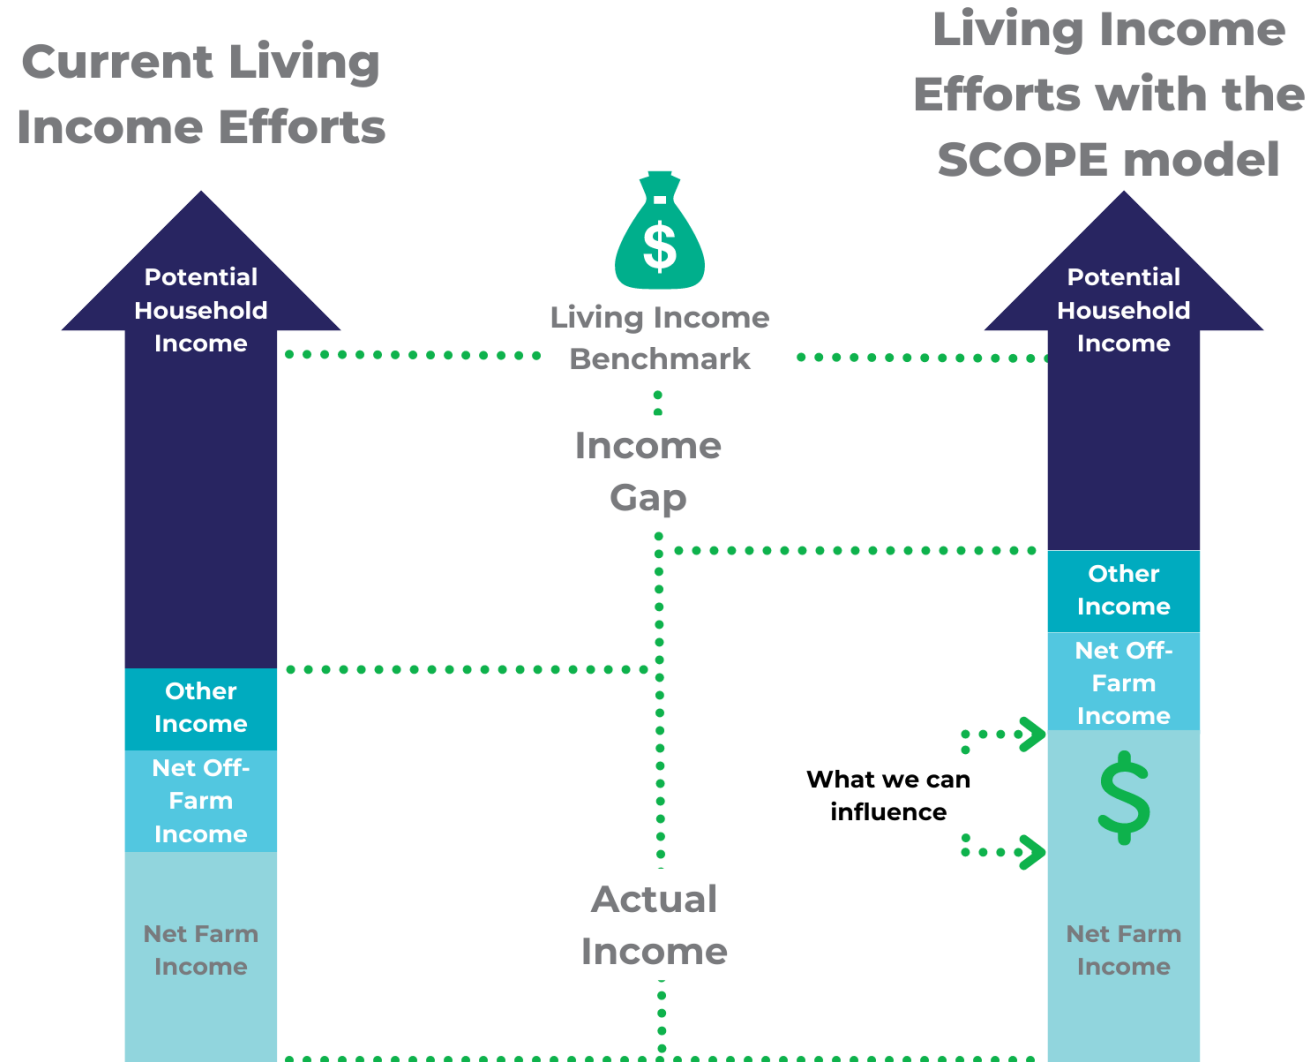 Current Living
Income Efforts
Living Income
Efforts with the
SCOPE model
Potential
Household
Income
$
Living Income
Benchmark
Potential
Household
Income
Income
Gap
Other
Income
Net Off-
Farm
Income
Other
Income
Net Off-
Farm
Income
What we can
influence
$
Actual
Income
Net Farm
Income
Net Farm
Income